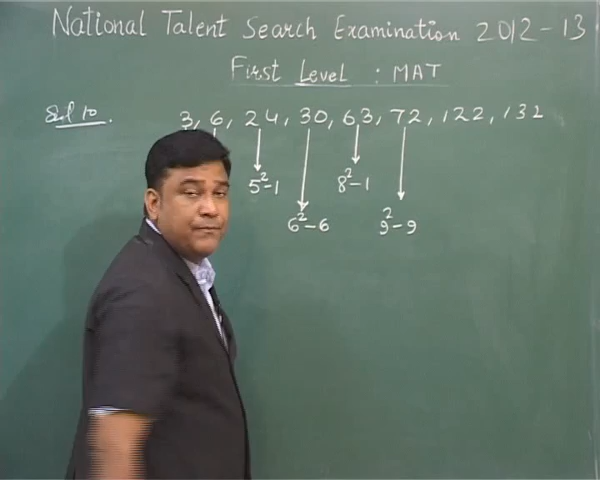 National Talent Search Examination 2012-13
First Level : MAT
Sol 10. 3, 6, 24, 30, 63, 72, 122, 132
5²-1 8²-1
6²-6 9²-9